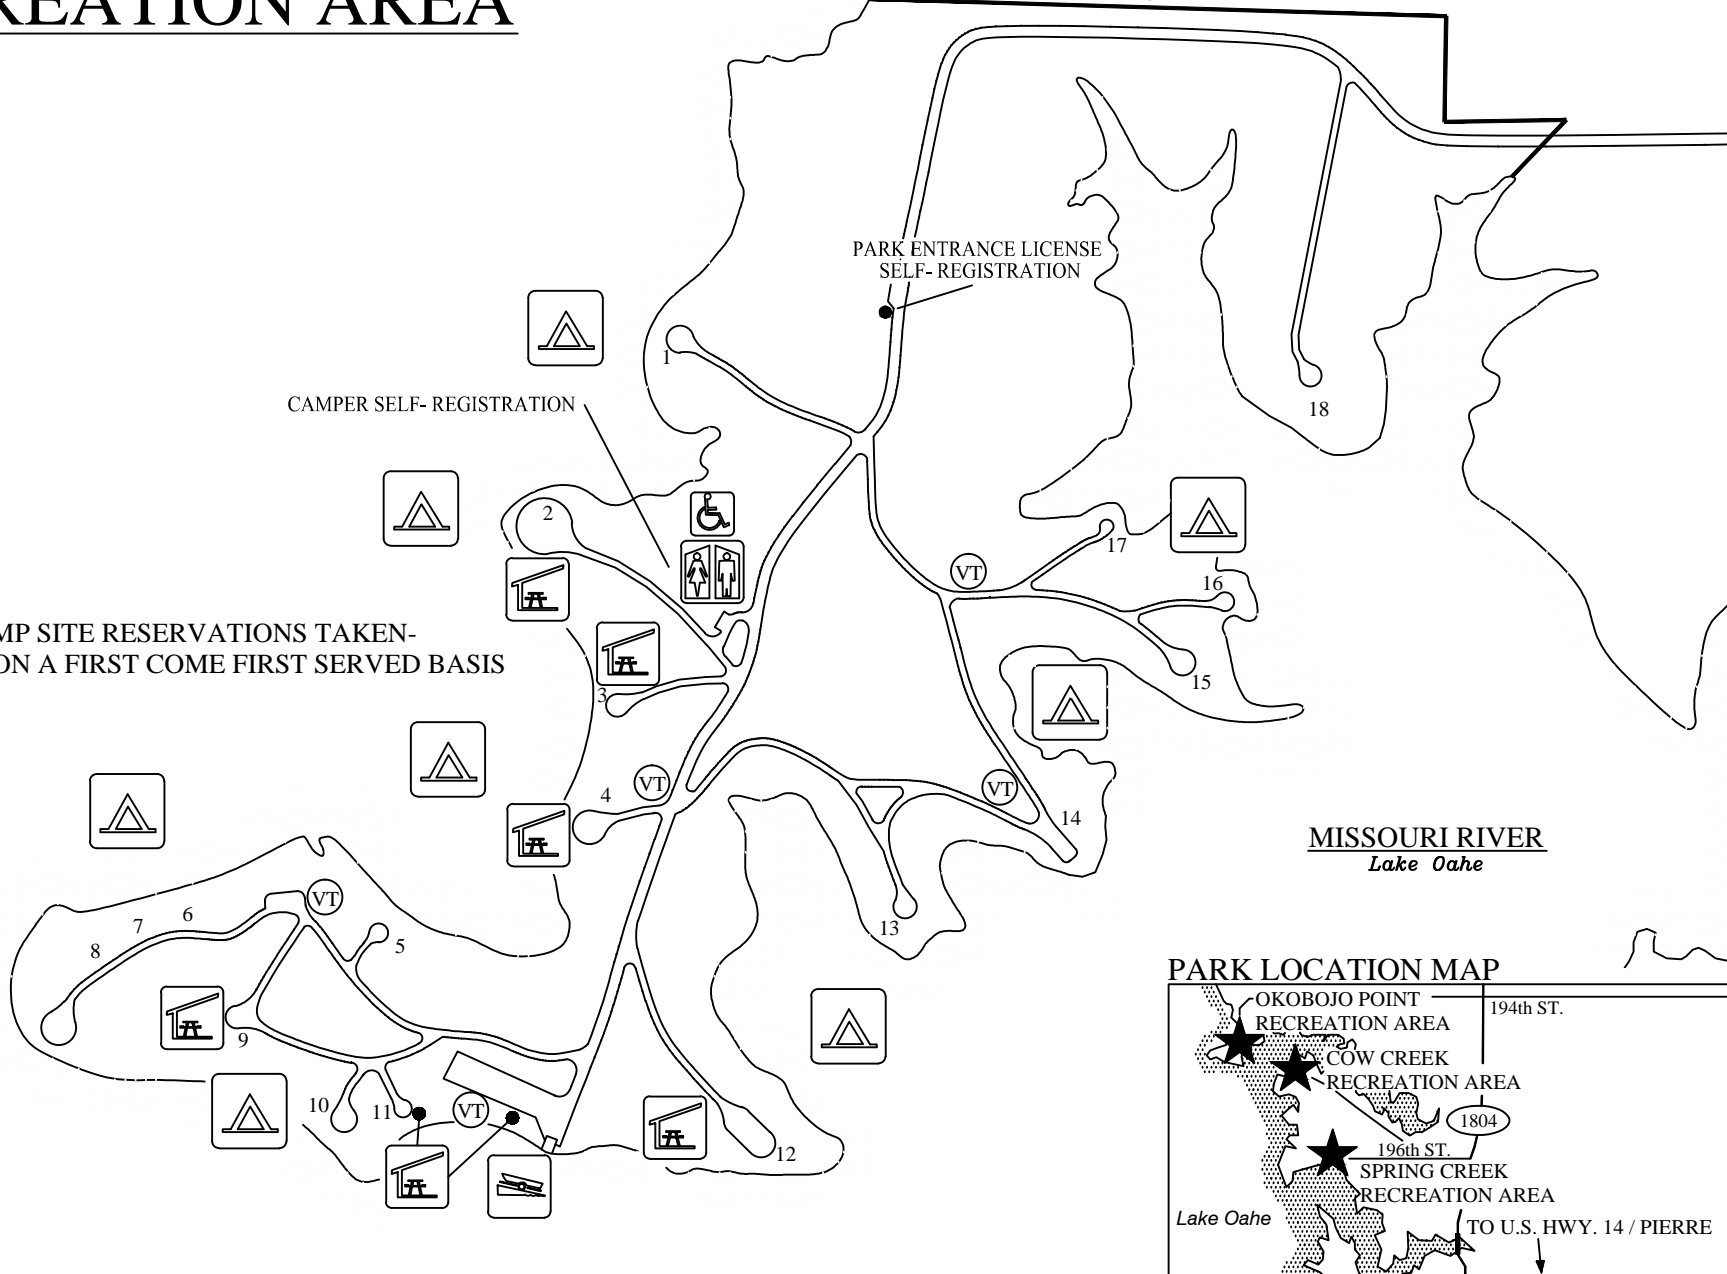 REATION AREA
PARK ENTRANCE LICENSE
SELF- REGISTRATION
1
18
CAMPER SELF- REGISTRATION
2
17
VT
16
MP SITE RESERVATIONS TAKEN-
ON A FIRST COME FIRST SERVED BASIS
3
15
VT
4
VT
14
MISSOURI RIVER
Lake Oahe
VT
6
7
8
5
13
9
10
11
VT
12
PARK LOCATION MAP
OKOBOJO POINT
RECREATION AREA
194th ST.
COW CREEK
RECREATION AREA
1804
196th ST.
SPRING CREEK
RECREATION AREA
Lake Oahe
TO U.S. HWY. 14 / PIERRE